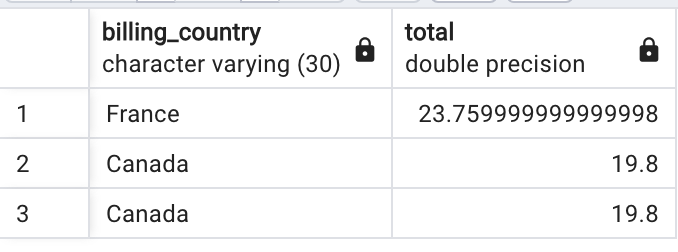 billing_country total
character varying (30) double precision
1 France 23.759999999999998
2 Canada 19.8
3 Canada 19.8